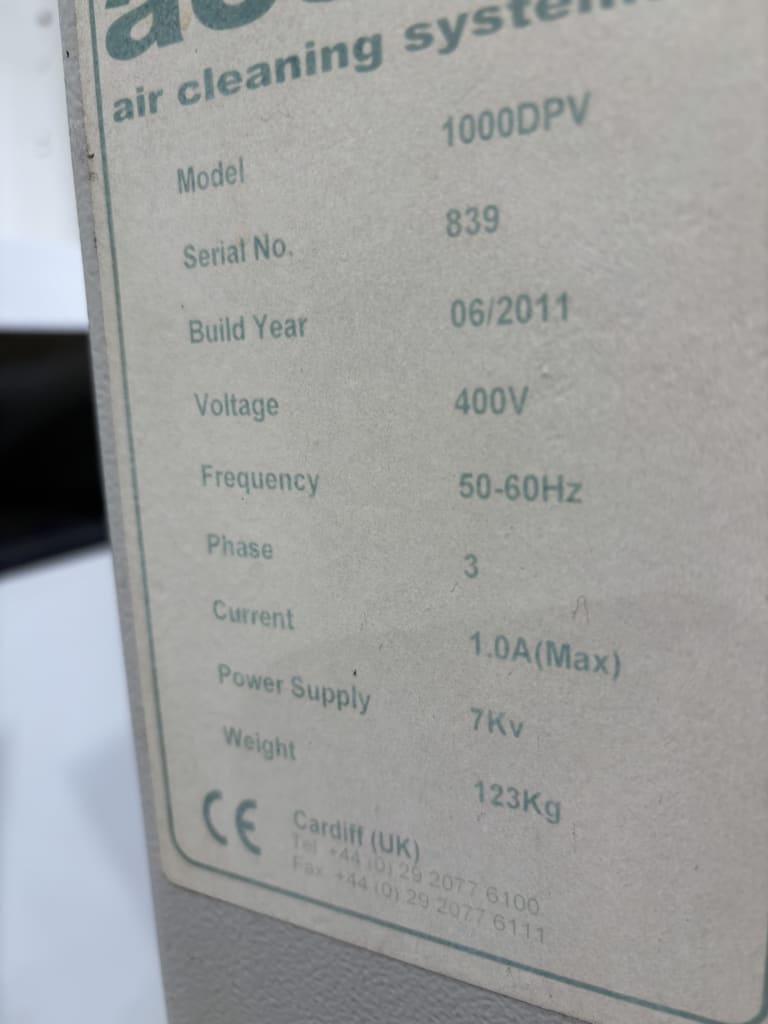 air cleaning systems
Model 1000DPV
Serial No. 839
Build Year 06/2011
Voltage 400V
Frequency 50-60Hz
Phase 3
Current 1.0A(Max)
Power Supply 7Kv
Weight 123Kg
CE Cardiff (UK)
Tel +44 (0) 29 2077 6100
Fax +44 (0) 29 2077 6111